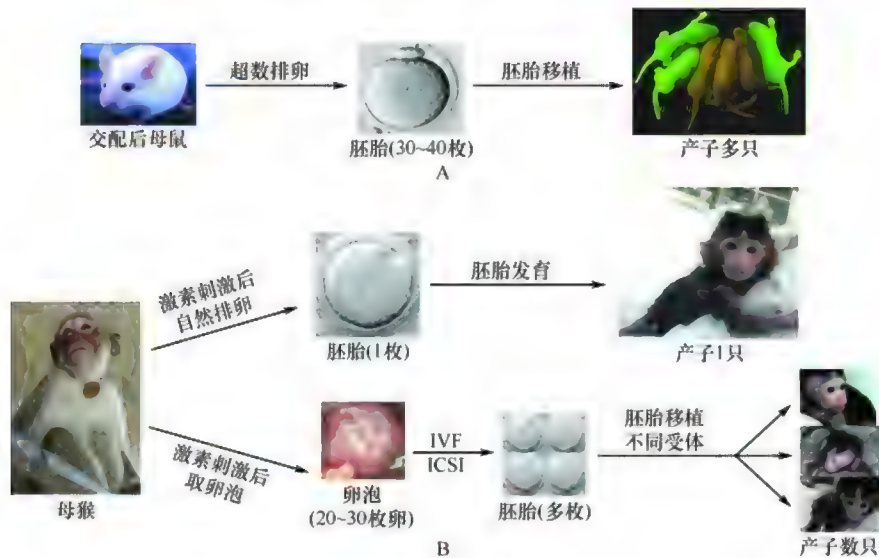 超数排卵
胚胎移植
交配后母鼠
胚胎(30~40枚)
产子多只
A
激素刺激后
自然排卵
胚胎发育
胚胎(1枚)
产子1只
激素刺激后
取卵泡
IVF
ICSI
胚胎移植
不同受体
母猴
卵泡
(20~30枚卵)
胚胎(多枚)
产子数只
B